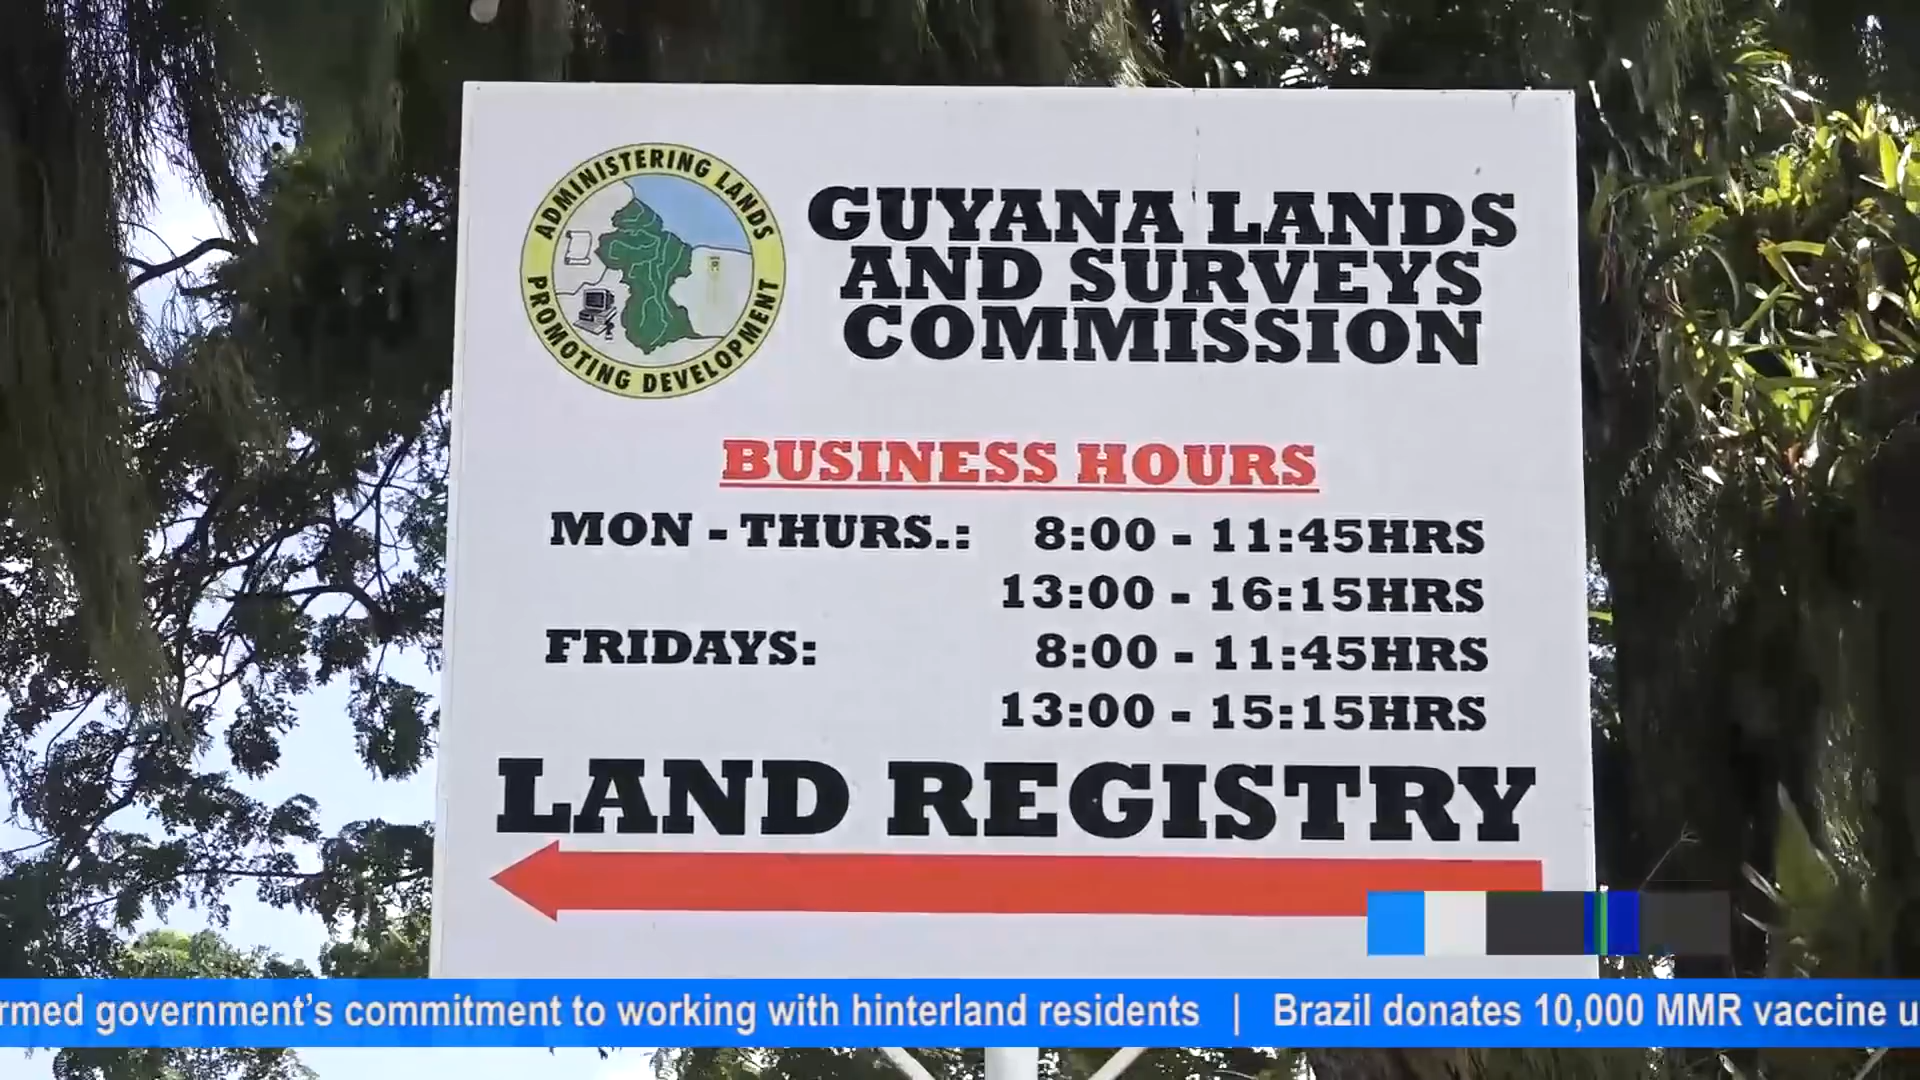 ADMINISTERING LANDS
PROMOTING DEVELOPMENT
GUYANA LANDS
AND SURVEYS
COMMISSION
BUSINESS HOURS
MON - THURS.: 8:00 - 11:45HRS
13:00 - 16:15HRS
FRIDAYS: 8:00 - 11:45HRS
13:00 - 15:15HRS
LAND REGISTRY
government's commitment to working with hinterland residents | Brazil donates 10,000 MMR vaccine